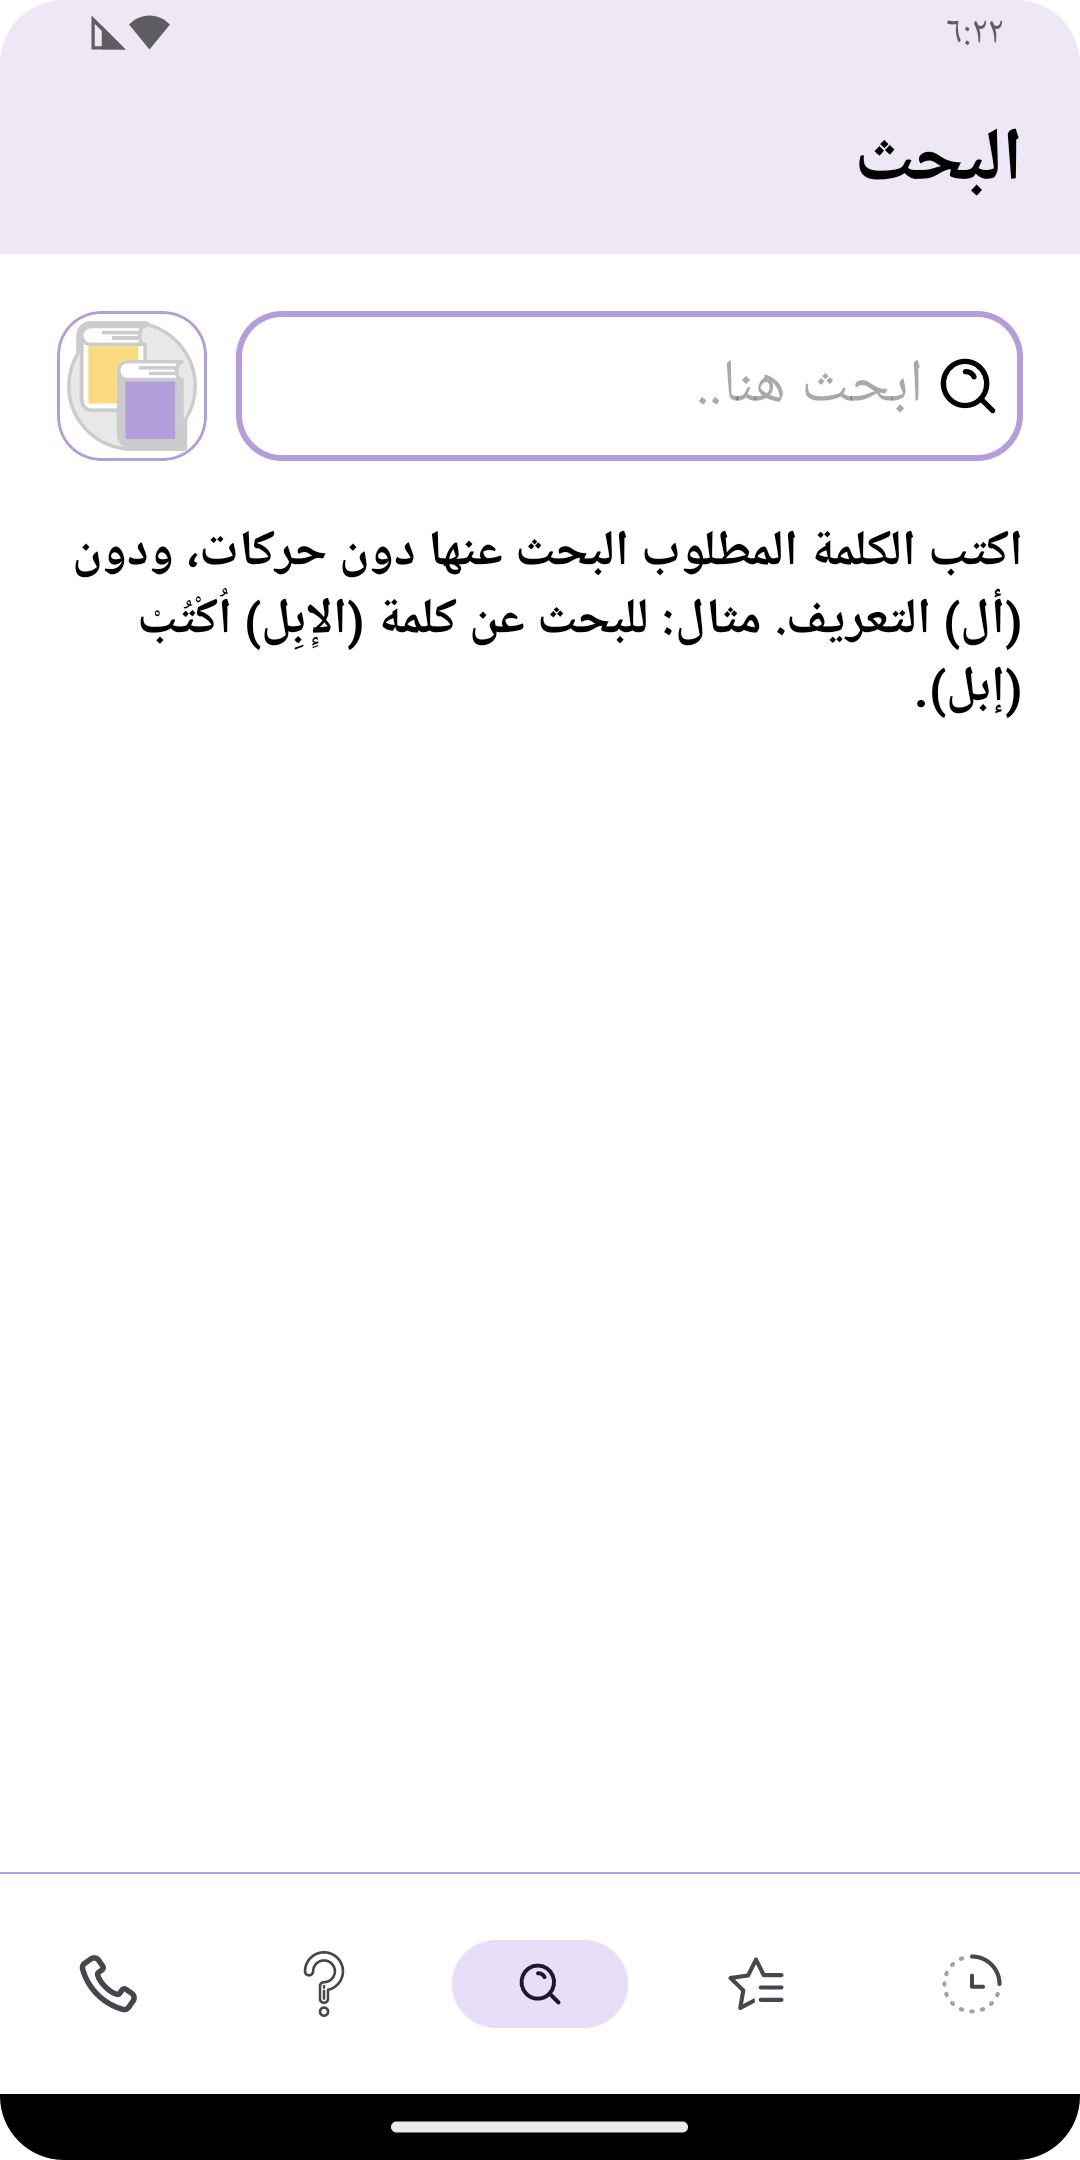 ٦:٢٢
البحث
ابحث هنا..
اكتب الكلمة المطلوب البحث عنها دون حركات، ودون
(أل) التعريف. مثال: للبحث عن كلمة (الإِبِل) اُكْتُبْ
(إبل).